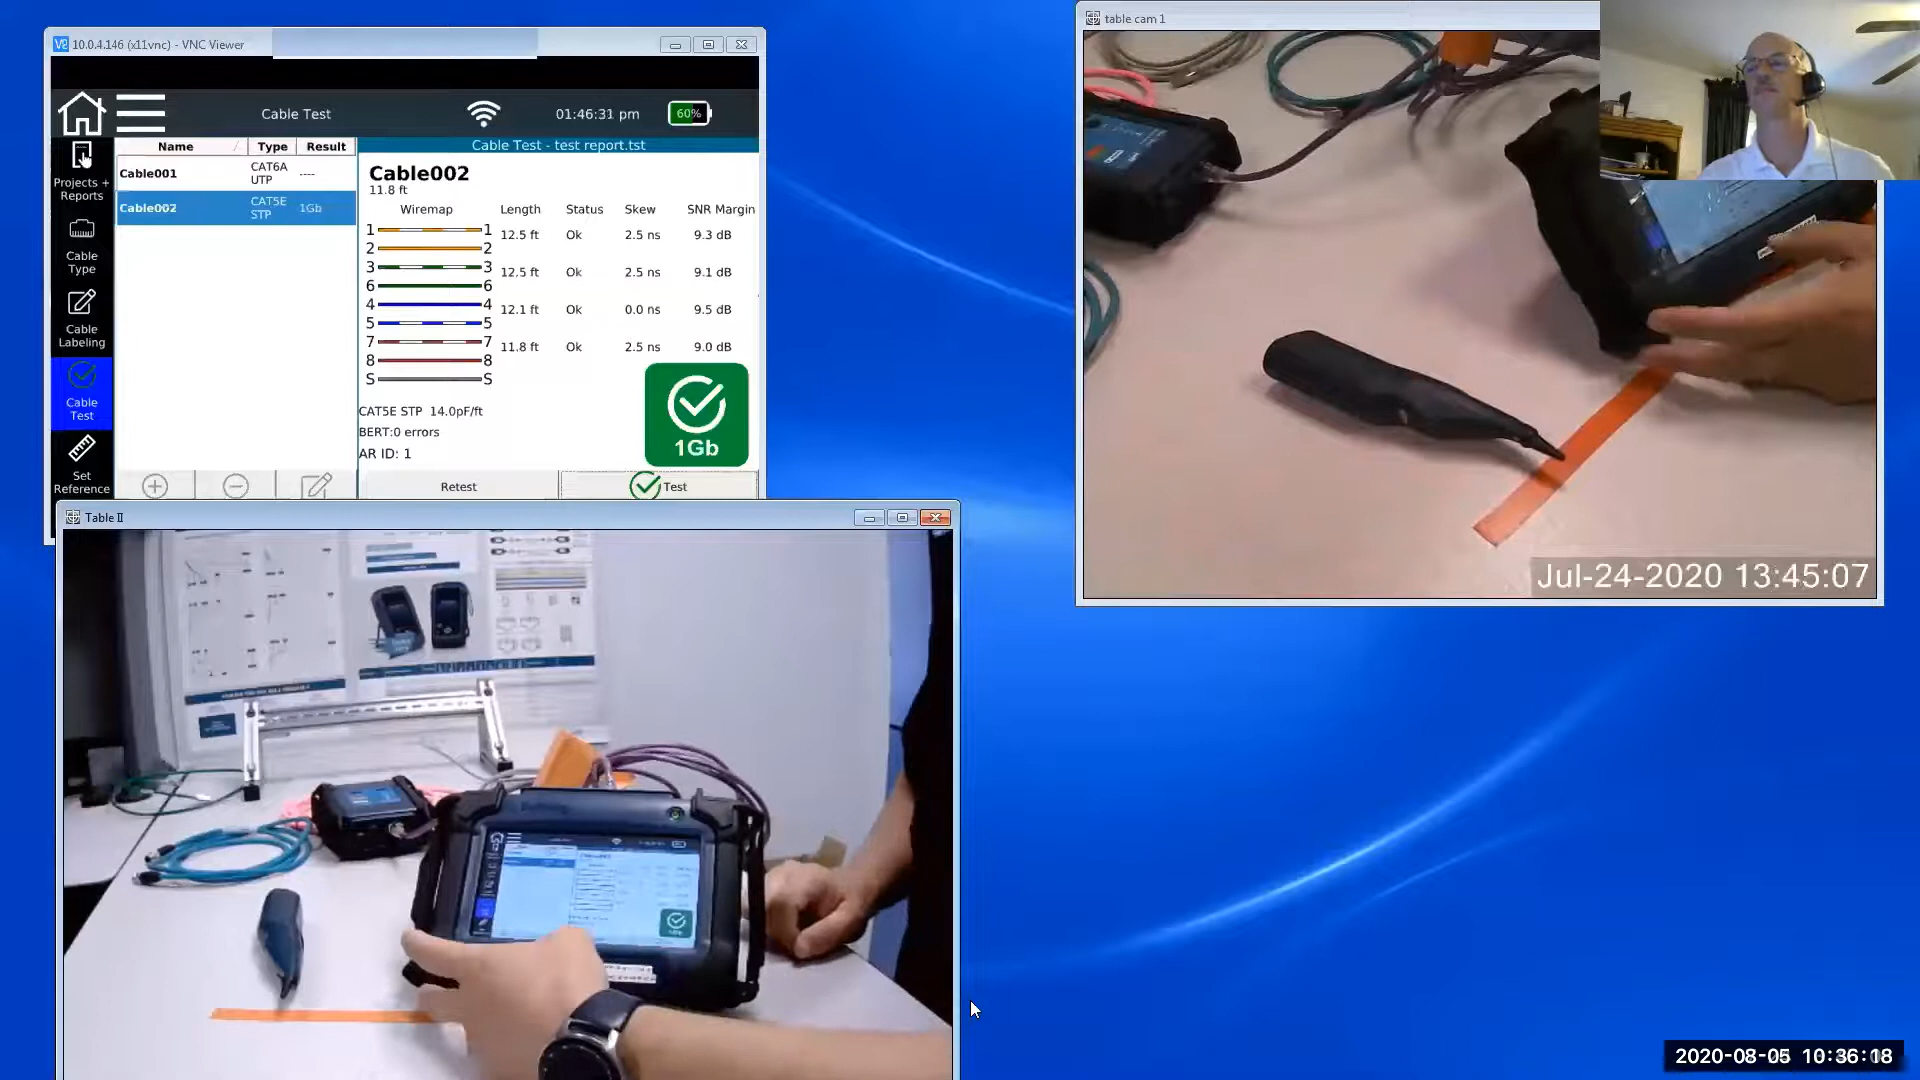 10.0.4.146 (x11vnc) - VNC Viewer
Cable Test
01:46:31 pm
60%
Projects + Reports
Cable Type
Cable Labeling
Cable Test
Set Reference
Name Type Result
Cable001 CAT6A UTP ----
Cable002 CAT5E STP 1Gb
Cable Test - test report.tst
Cable002
11.8 ft
Wiremap Length Status Skew SNR Margin
1 1 12.5 ft Ok 2.5 ns 9.3 dB
2 2
3 3 12.5 ft Ok 2.5 ns 9.1 dB
6 6
4 4 12.1 ft Ok 0.0 ns 9.5 dB
5 5
7 7 11.8 ft Ok 2.5 ns 9.0 dB
8 8
S S
CAT5E STP 14.0pF/ft
BERT:0 errors
AR ID: 1
1Gb
Retest
Test
table cam 1
Jul-24-2020 13:45:07
Table II
2020-08-05 10:36:18